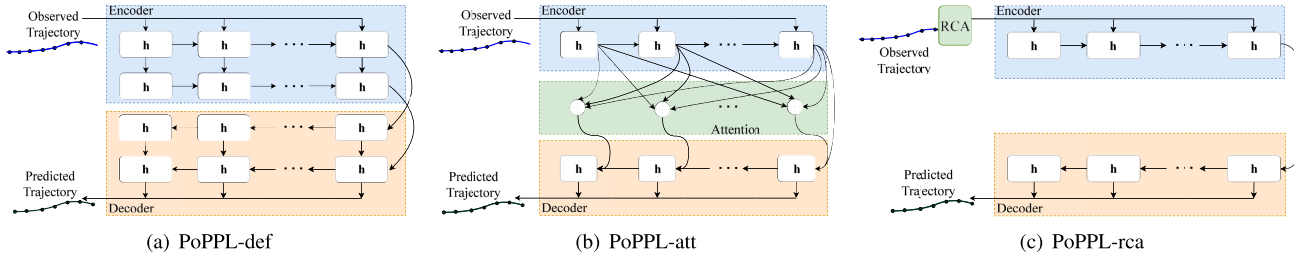 Observed
Trajectory
Encoder
h h ··· h
h h ··· h
h h ··· h
h h ··· h
Predicted
Trajectory
Decoder
(a) PoPPL-def
Observed
Trajectory
Encoder
h h ··· h
···
Attention
h h ··· h
Predicted
Trajectory
Decoder
(b) PoPPL-att
RCA
Encoder
Observed
Trajectory
h h ··· h
h h ··· h
Predicted
Trajectory
Decoder
(c) PoPPL-rca